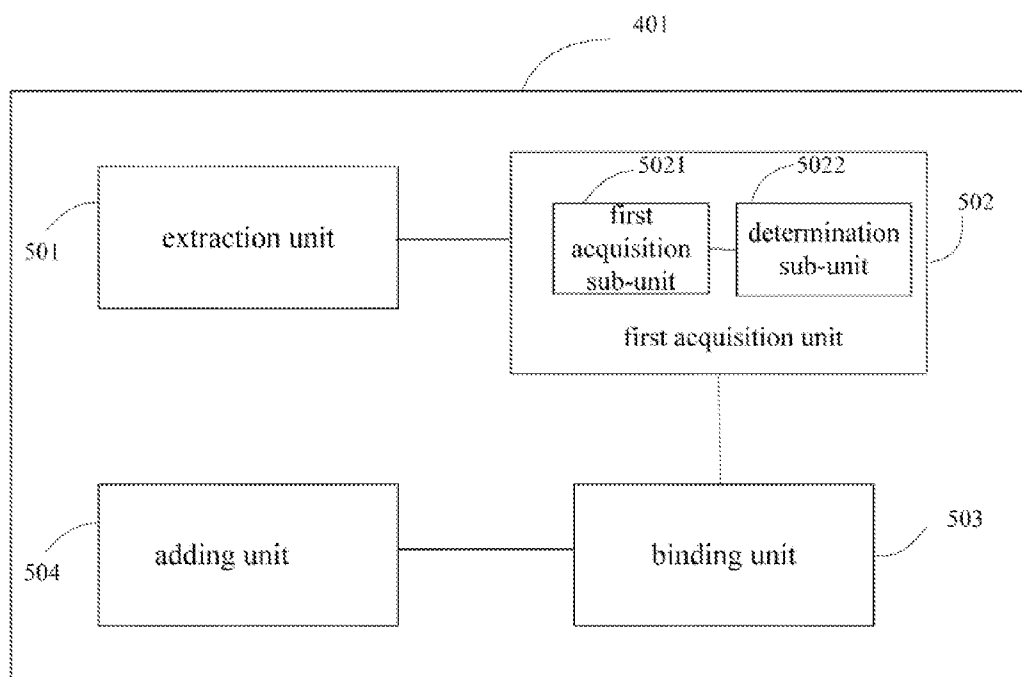 401
5021
5022
502
501
extraction unit
first
acquisition
sub-unit
determination
sub-unit
first acquisition unit
504
adding unit
binding unit
503